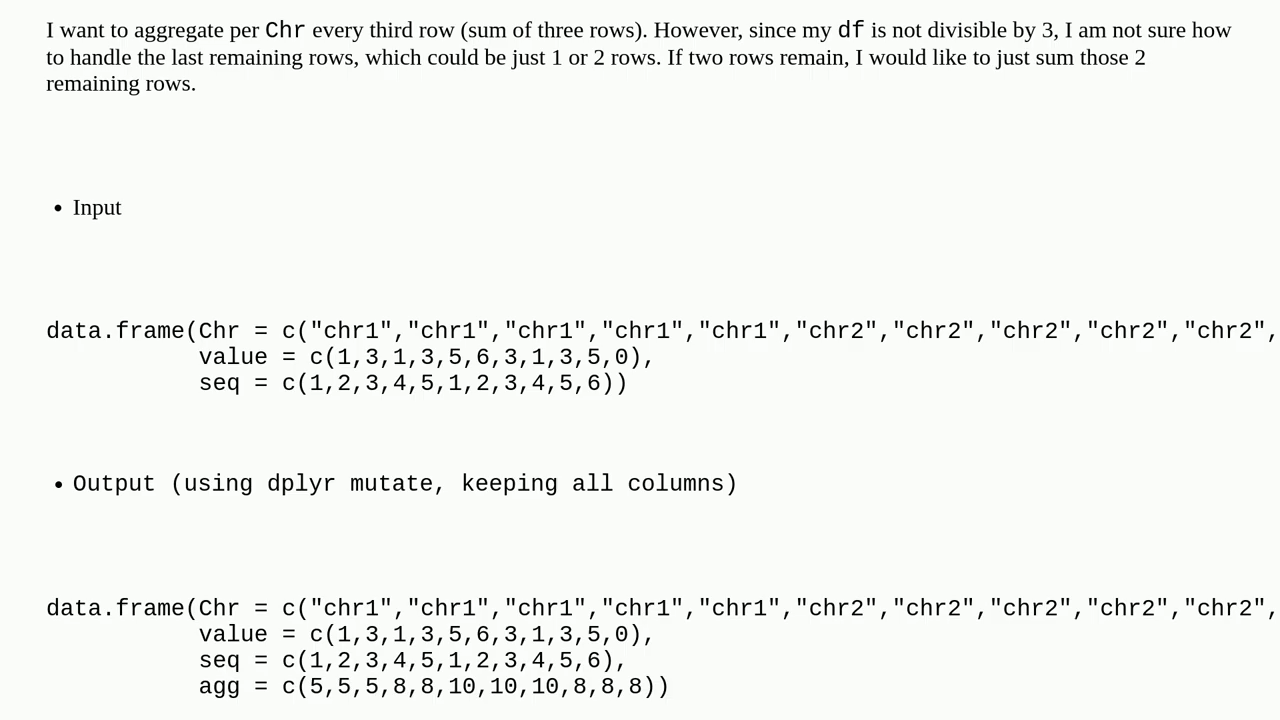 I want to aggregate per Chr every third row (sum of three rows). However, since my df is not divisible by 3, I am not sure how
to handle the last remaining rows, which could be just 1 or 2 rows. If two rows remain, I would like to just sum those 2
remaining rows.
• Input
data.frame(Chr = c("chr1","chr1","chr1","chr1","chr1","chr2","chr2","chr2","chr2","chr2",
value = c(1,3,1,3,5,6,3,1,3,5,0),
seq = c(1,2,3,4,5,1,2,3,4,5,6))
• Output (using dplyr mutate, keeping all columns)
data.frame(Chr = c("chr1","chr1","chr1","chr1","chr1","chr2","chr2","chr2","chr2","chr2",
value = c(1,3,1,3,5,6,3,1,3,5,0),
seq = c(1,2,3,4,5,1,2,3,4,5,6),
agg = c(5,5,5,8,8,10,10,10,8,8,8))